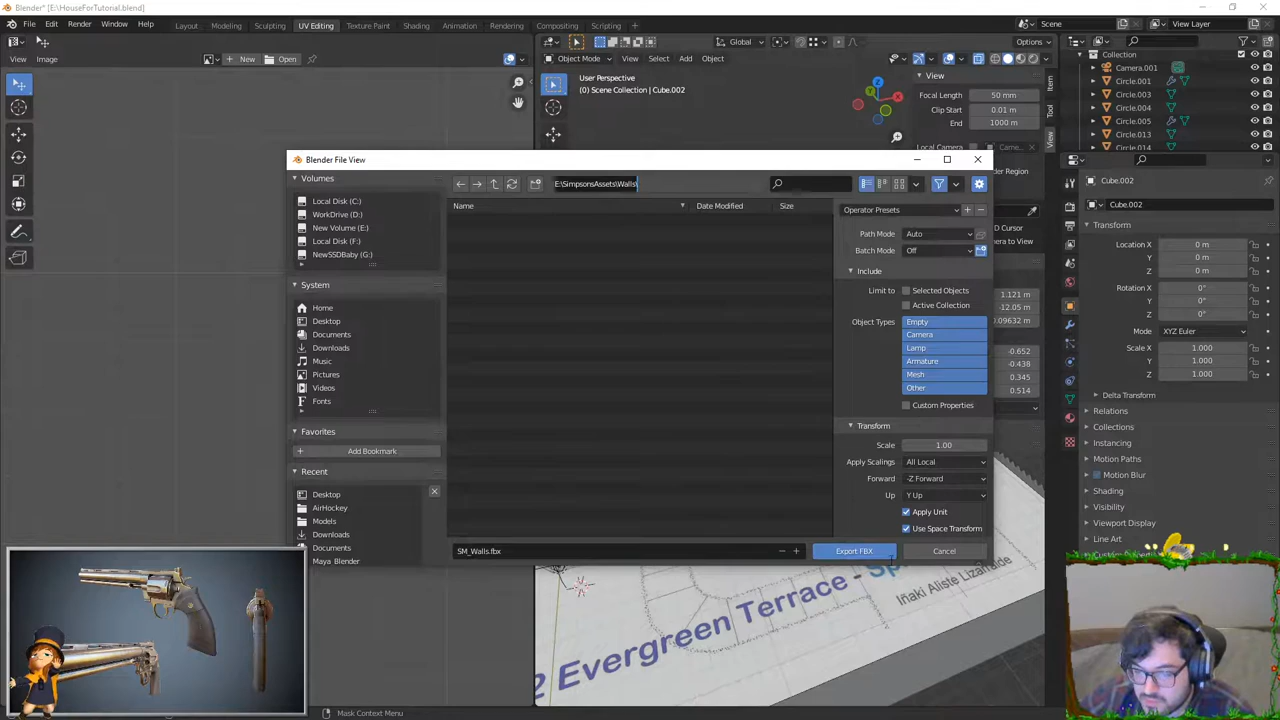 Blender* [E:\HouseForTutorial.blend]
File Edit Render Window Help Layout Modeling Sculpting UV Editing Texture Paint Shading Animation Rendering Compositing Scripting Scene View Layer
Global Options
View Image New Open Object Mode View Select Add Object
User Perspective
(0) Scene Collection | Cube.002
View
Focal Length 50 mm
Clip Start 0.01 m
End 1000 m
Item
Tool
View
Collection
Camera.001
Circle.001
Circle.003
Circle.004
Circle.005
Circle.013
Circle.014
Blender File View
Volumes
Local Disk (C:)
WorkDrive (D:)
New Volume (E:)
Local Disk (F:)
NewSSDBaby (G:)
System
Home
Desktop
Documents
Downloads
Music
Pictures
Videos
Fonts
Favorites
Add Bookmark
Recent
Desktop
AirHockey
Models
Downloads
Documents
Maya_Blender
E:\SimpsonsAssets\Walls\
Name Date Modified Size
SM_Walls.fbx
Export FBX Cancel
Operator Presets
Path Mode Auto
Batch Mode Off
Include
Limit to Selected Objects
Active Collection
Object Types Empty
Camera
Lamp
Armature
Mesh
Other
Custom Properties
Transform
Scale 1.00
Apply Scalings All Local
Forward -Z Forward
Up Y Up
Apply Unit
Use Space Transform
1.121 m
-12.05 m
-0.652
-0.438
0.345
0.514
Cube.002
Cube.002
Transform
Location X 0 m
Y 0 m
Z 0 m
Rotation X 0°
Y 0°
Z 0°
Mode XYZ Euler
Scale X 1.000
Y 1.000
Z 1.000
Delta Transform
Relations
Collections
Instancing
Motion Paths
Motion Blur
Shading
Visibility
Viewport Display
Line Art
2 Evergreen Terrace - Sp
Iñaki Aliste Lizarralde
Mask Context Menu